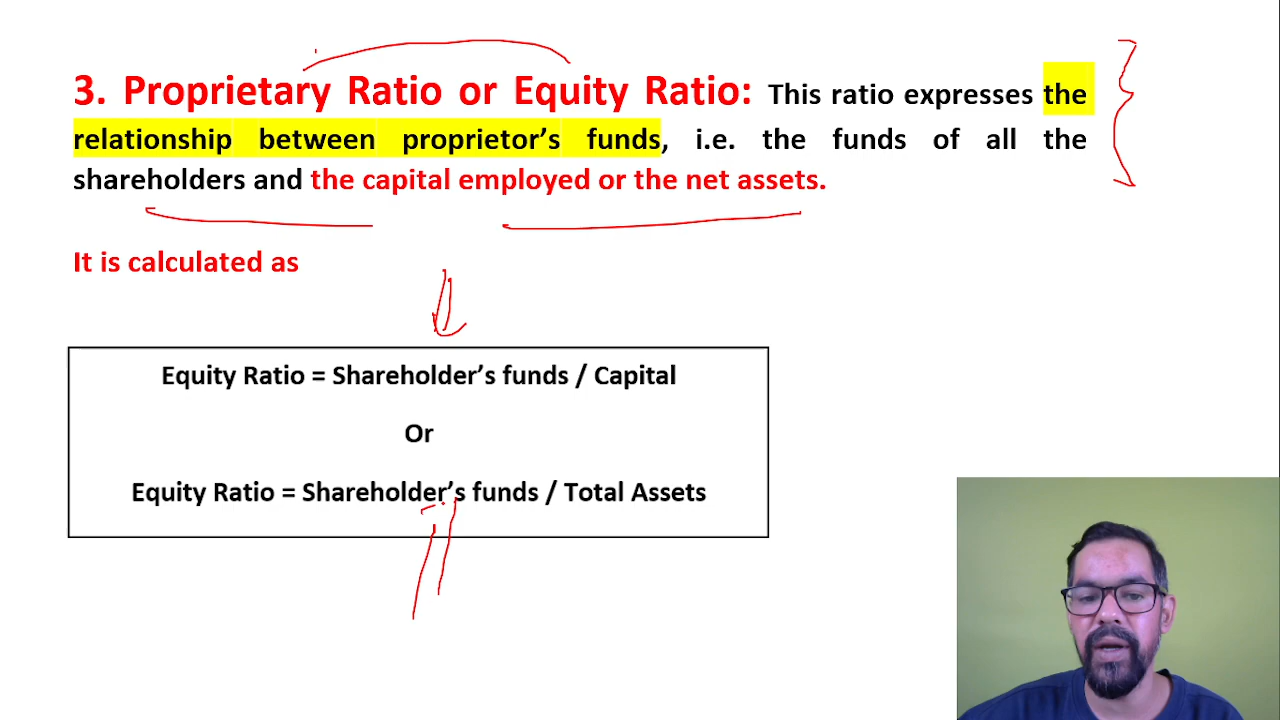 3. Proprietary Ratio or Equity Ratio: This ratio expresses the
relationship between proprietor’s funds, i.e. the funds of all the
shareholders and the capital employed or the net assets.
It is calculated as
Equity Ratio = Shareholder’s funds / Capital
Or
Equity Ratio = Shareholder’s funds / Total Assets